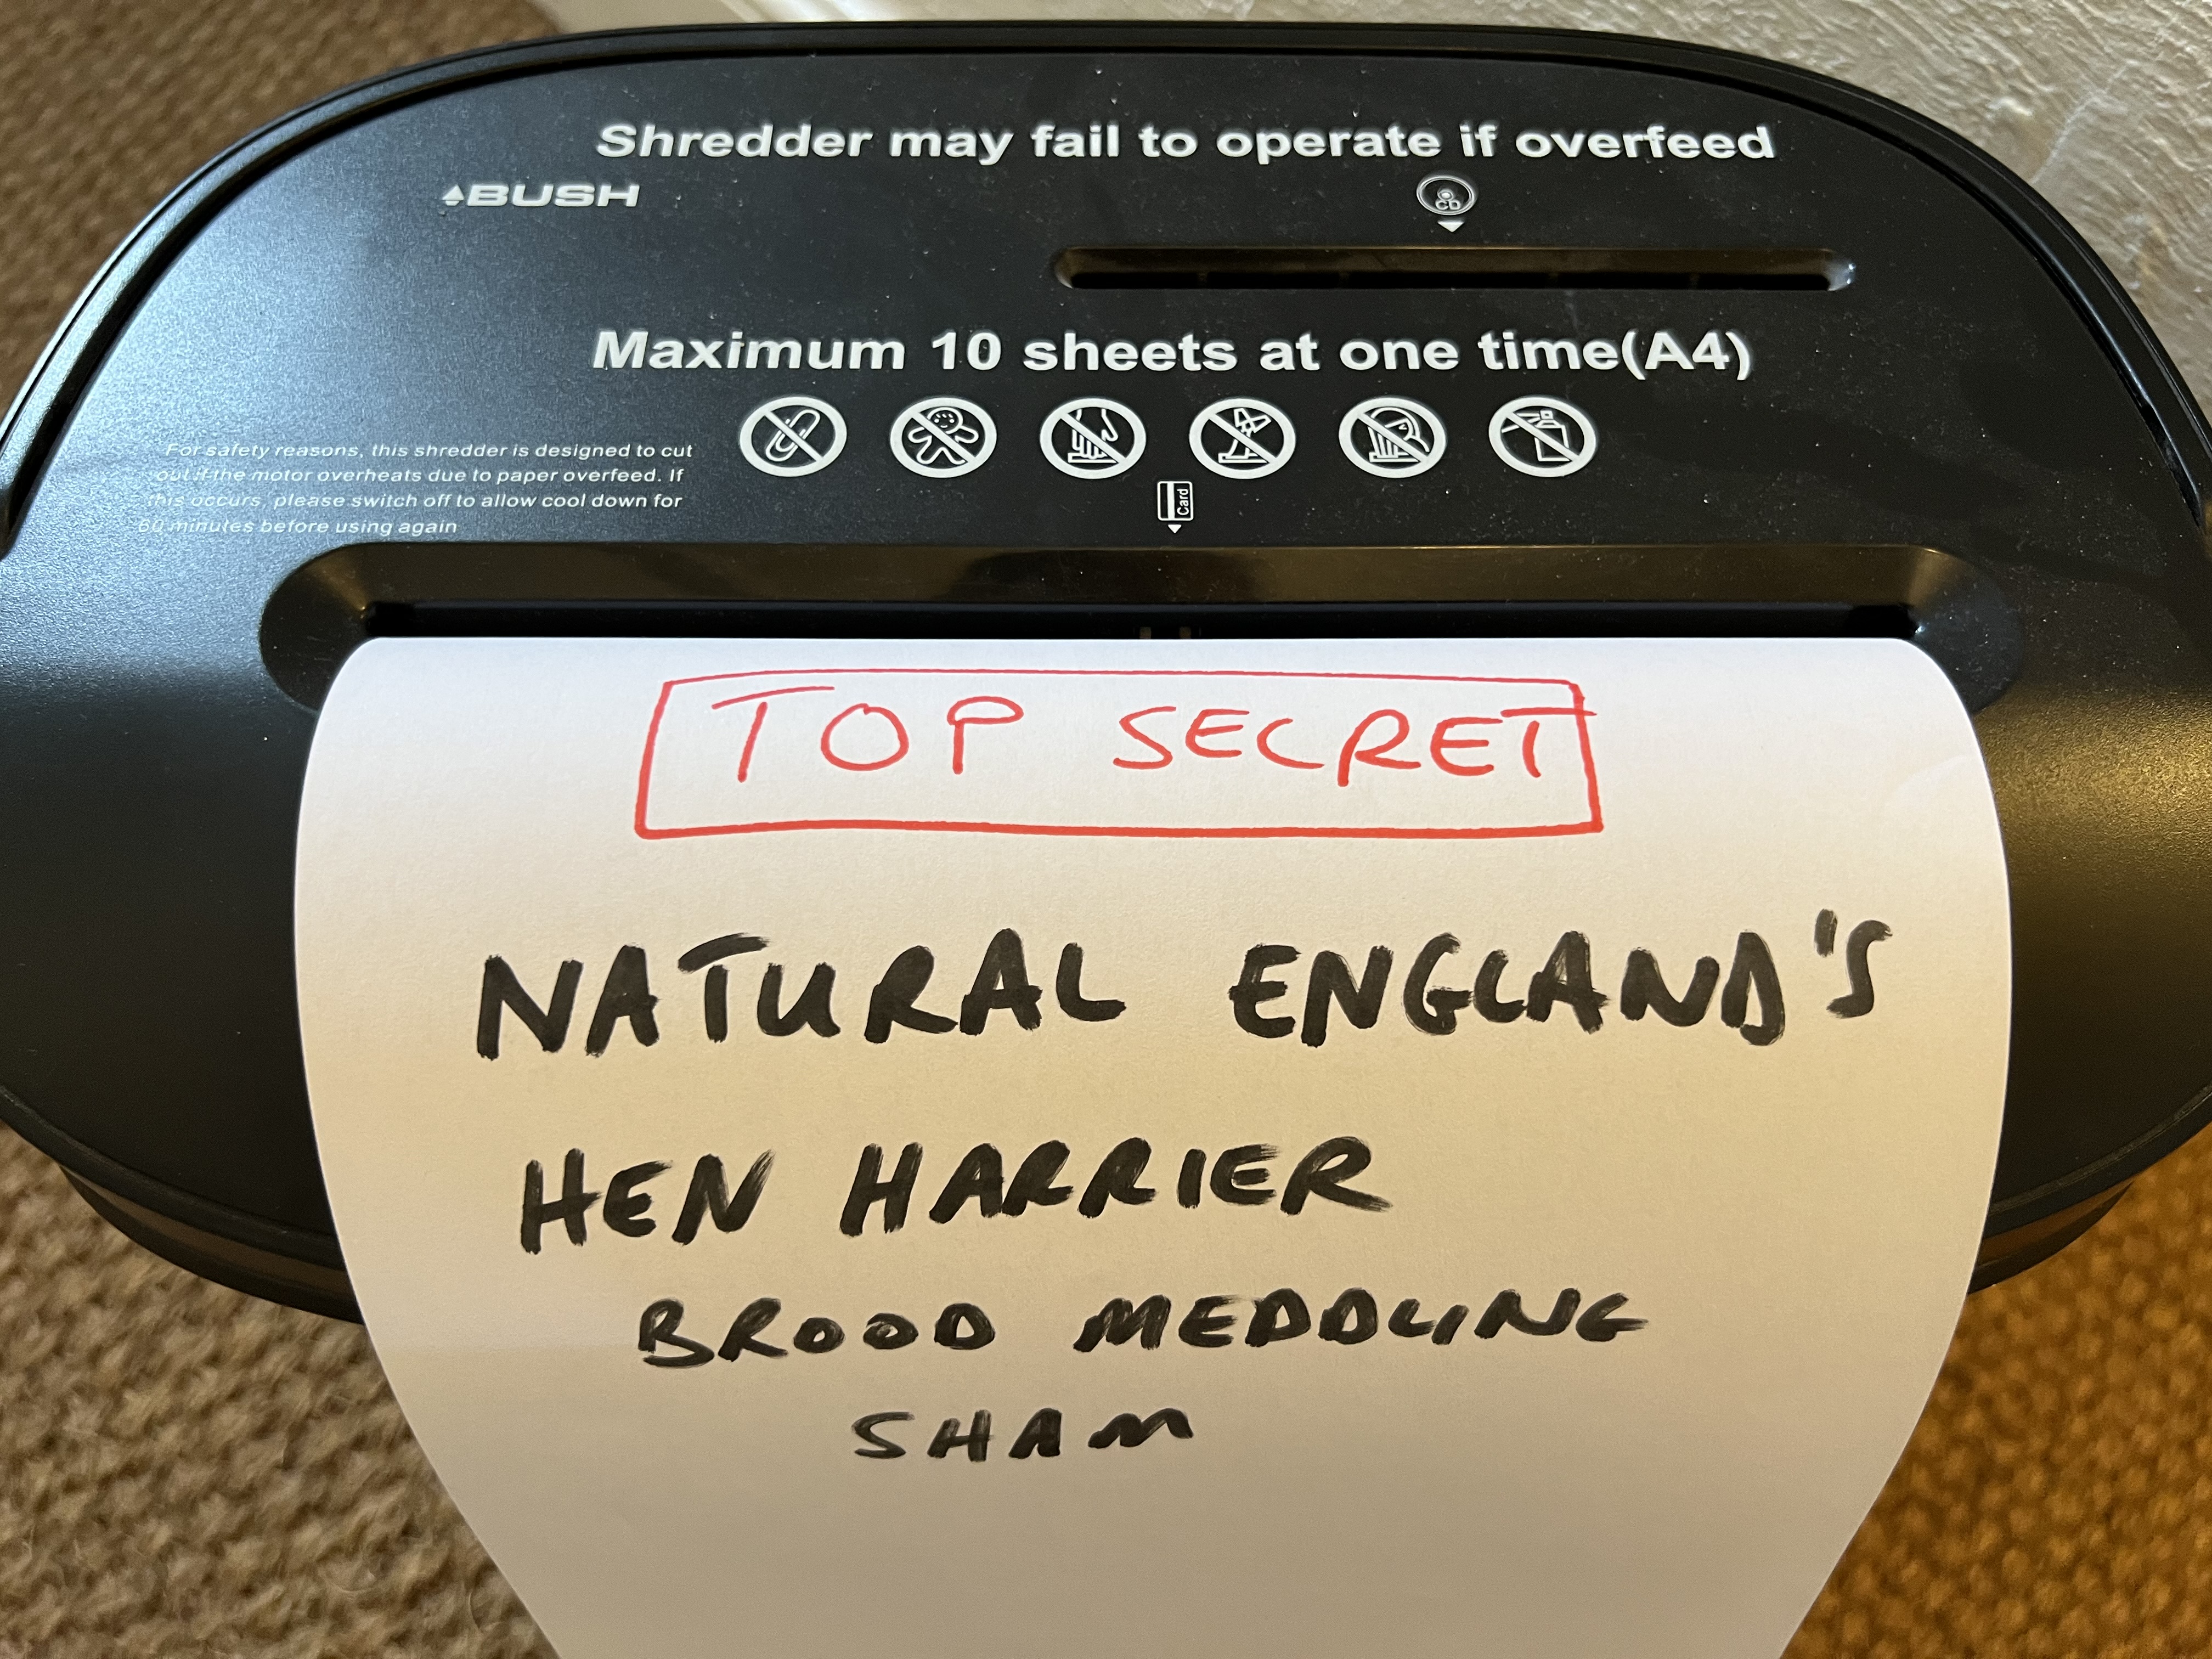 Shredder may fail to operate if overfeed
BUSH
CD
Maximum 10 sheets at one time(A4)
For safety reasons, this shredder is designed to cut
out if the motor overheats due to paper overfeed. If
this occurs, please switch off to allow cool down for
60 minutes before using again
Card
TOP SECRET
NATURAL ENGLAND'S
HEN HARRIER
BROOD MEDDLING
SHAM